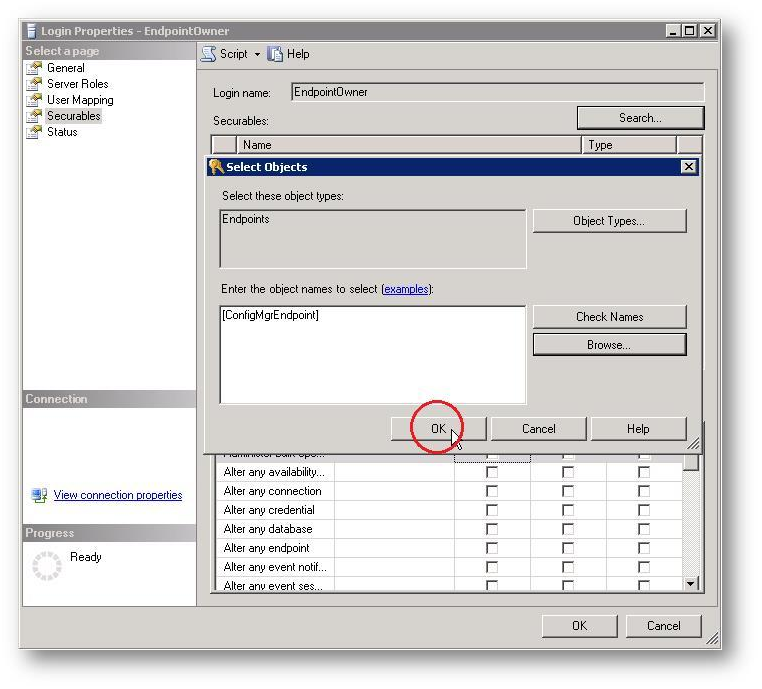 Login Properties - EndpointOwner
Select a page
General
Server Roles
User Mapping
Securables
Status
Script
Help
Login name: EndpointOwner
Securables:
Search...
Name Type
Select Objects
Select these object types:
Endpoints
Object Types...
Enter the object names to select (examples):
[ConfigMgrEndpoint]
Check Names
Browse...
OK Cancel Help
Connection
View connection properties
Progress
Ready
Alter any availability...
Alter any connection
Alter any credential
Alter any database
Alter any endpoint
Alter any event notif...
Alter any event ses...
OK Cancel